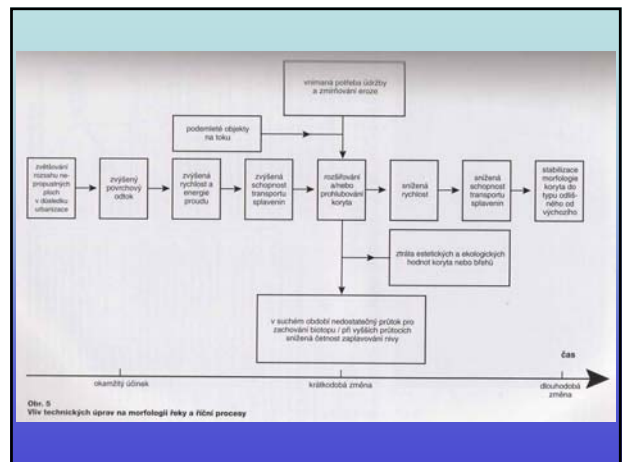 vnímaná potřeba údržby
a zmírňování eroze
podemleté objekty
na toku
zvětšování
rozsahu ne-
propustných
ploch
v důsledku
urbanizace
zvýšený
povrchový
odtok
zvýšená
rychlost a
energie
proudu
zvýšená
schopnost
transportu
splavenin
rozšiřování
a/nebo
prohlubování
koryta
snížená
rychlost
snížená
schopnost
transportu
splavenin
stabilizace
morfologie
koryta do
typu odliš-
ného od
výchozího
ztráta estetických a ekologických
hodnot koryta nebo břehů
v suchém období nedostatečný průtok pro
zachování biotopu / při vyšších průtocích
snížená četnost zaplavování nivy
čas
okamžitý účinek
krátkodobá změna
dlouhodobá
změna
Obr. 5
Vliv technických úprav na morfologii řeky a říční procesy